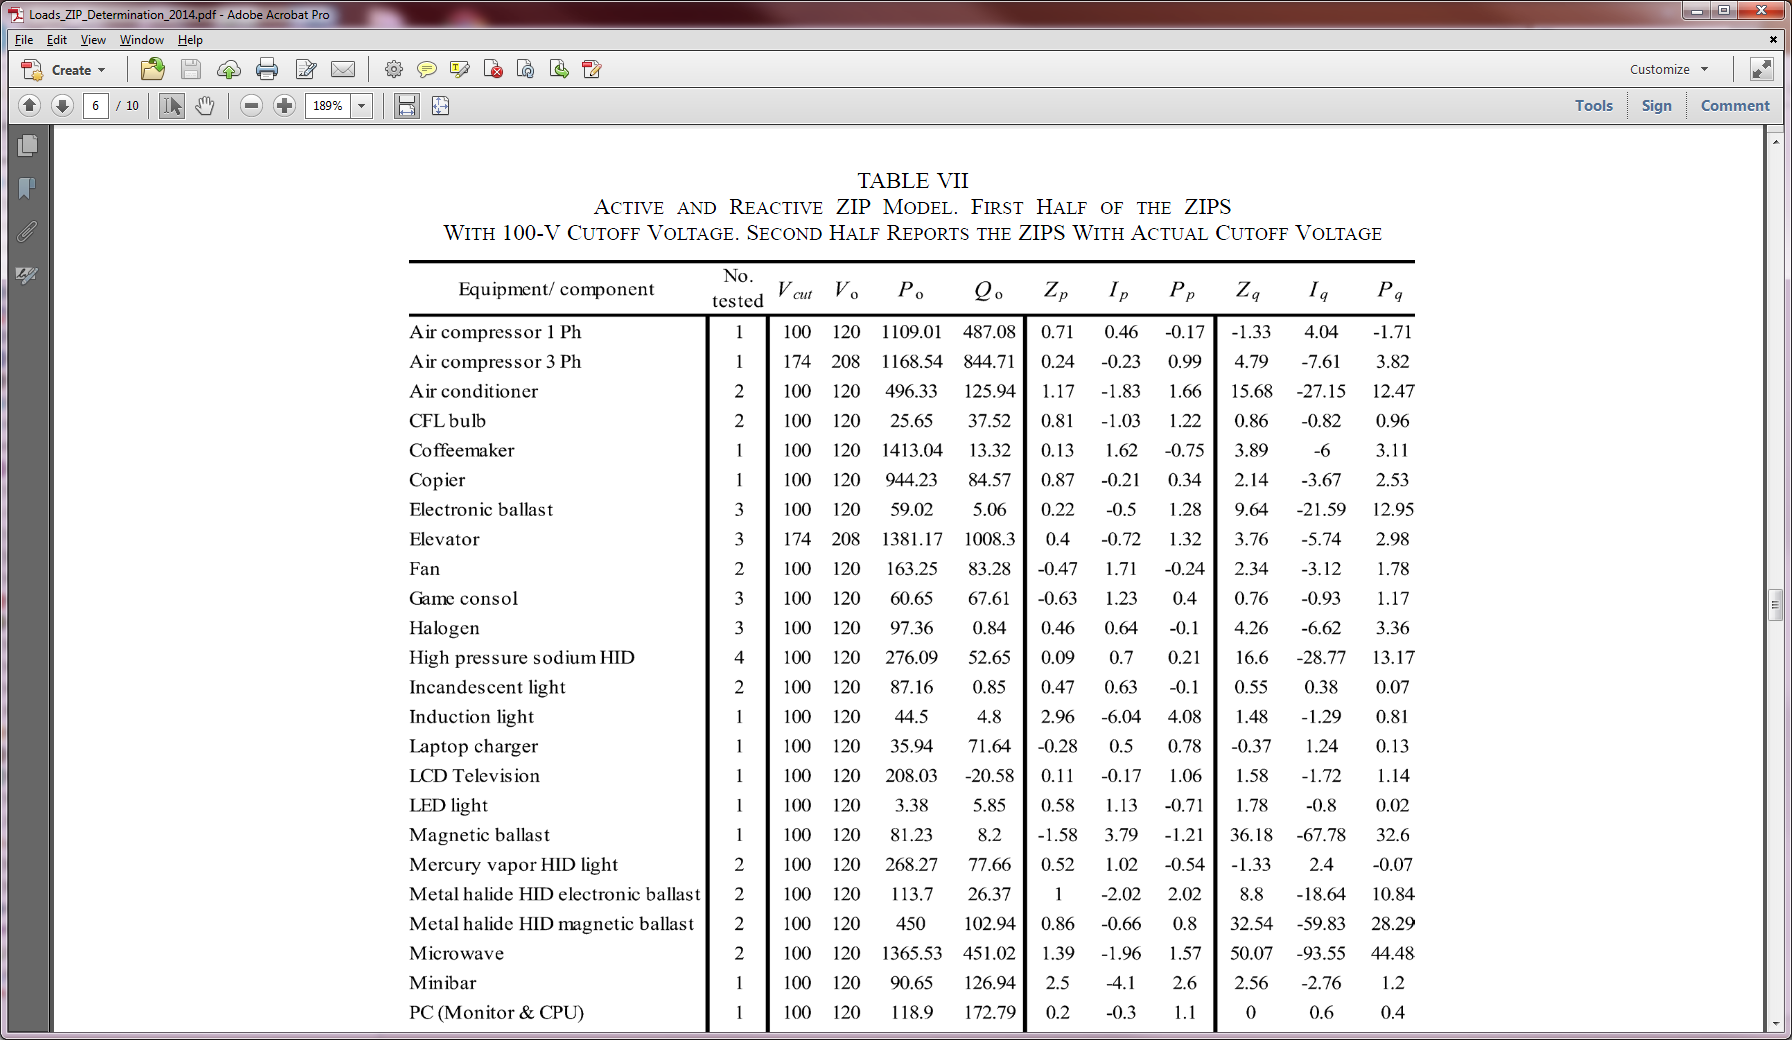 Loads_ZIP_Determination_2014.pdf - Adobe Acrobat Pro
File Edit View Window Help
Create Customize
6 / 10 189% Tools Sign Comment
TABLE VII
ACTIVE AND REACTIVE ZIP MODEL. FIRST HALF OF THE ZIPS
WITH 100-V CUTOFF VOLTAGE. SECOND HALF REPORTS THE ZIPS WITH ACTUAL CUTOFF VOLTAGE
Equipment/ component No. tested Vcut Vo Po Qo Zp Ip Pp Zq Iq Pq
Air compressor 1 Ph 1 100 120 1109.01 487.08 0.71 0.46 -0.17 -1.33 4.04 -1.71
Air compressor 3 Ph 1 174 208 1168.54 844.71 0.24 -0.23 0.99 4.79 -7.61 3.82
Air conditioner 2 100 120 496.33 125.94 1.17 -1.83 1.66 15.68 -27.15 12.47
CFL bulb 2 100 120 25.65 37.52 0.81 -1.03 1.22 0.86 -0.82 0.96
Coffeemaker 1 100 120 1413.04 13.32 0.13 1.62 -0.75 3.89 -6 3.11
Copier 1 100 120 944.23 84.57 0.87 -0.21 0.34 2.14 -3.67 2.53
Electronic ballast 3 100 120 59.02 5.06 0.22 -0.5 1.28 9.64 -21.59 12.95
Elevator 3 174 208 1381.17 1008.3 0.4 -0.72 1.32 3.76 -5.74 2.98
Fan 2 100 120 163.25 83.28 -0.47 1.71 -0.24 2.34 -3.12 1.78
Game consol 3 100 120 60.65 67.61 -0.63 1.23 0.4 0.76 -0.93 1.17
Halogen 3 100 120 97.36 0.84 0.46 0.64 -0.1 4.26 -6.62 3.36
High pressure sodium HID 4 100 120 276.09 52.65 0.09 0.7 0.21 16.6 -28.77 13.17
Incandescent light 2 100 120 87.16 0.85 0.47 0.63 -0.1 0.55 0.38 0.07
Induction light 1 100 120 44.5 4.8 2.96 -6.04 4.08 1.48 -1.29 0.81
Laptop charger 1 100 120 35.94 71.64 -0.28 0.5 0.78 -0.37 1.24 0.13
LCD Television 1 100 120 208.03 -20.58 0.11 -0.17 1.06 1.58 -1.72 1.14
LED light 1 100 120 3.38 5.85 0.58 1.13 -0.71 1.78 -0.8 0.02
Magnetic ballast 1 100 120 81.23 8.2 -1.58 3.79 -1.21 36.18 -67.78 32.6
Mercury vapor HID light 2 100 120 268.27 77.66 0.52 1.02 -0.54 -1.33 2.4 -0.07
Metal halide HID electronic ballast 2 100 120 113.7 26.37 1 -2.02 2.02 8.8 -18.64 10.84
Metal halide HID magnetic ballast 2 100 120 450 102.94 0.86 -0.66 0.8 32.54 -59.83 28.29
Microwave 2 100 120 1365.53 451.02 1.39 -1.96 1.57 50.07 -93.55 44.48
Minibar 1 100 120 90.65 126.94 2.5 -4.1 2.6 2.56 -2.76 1.2
PC (Monitor & CPU) 1 100 120 118.9 172.79 0.2 -0.3 1.1 0 0.6 0.4